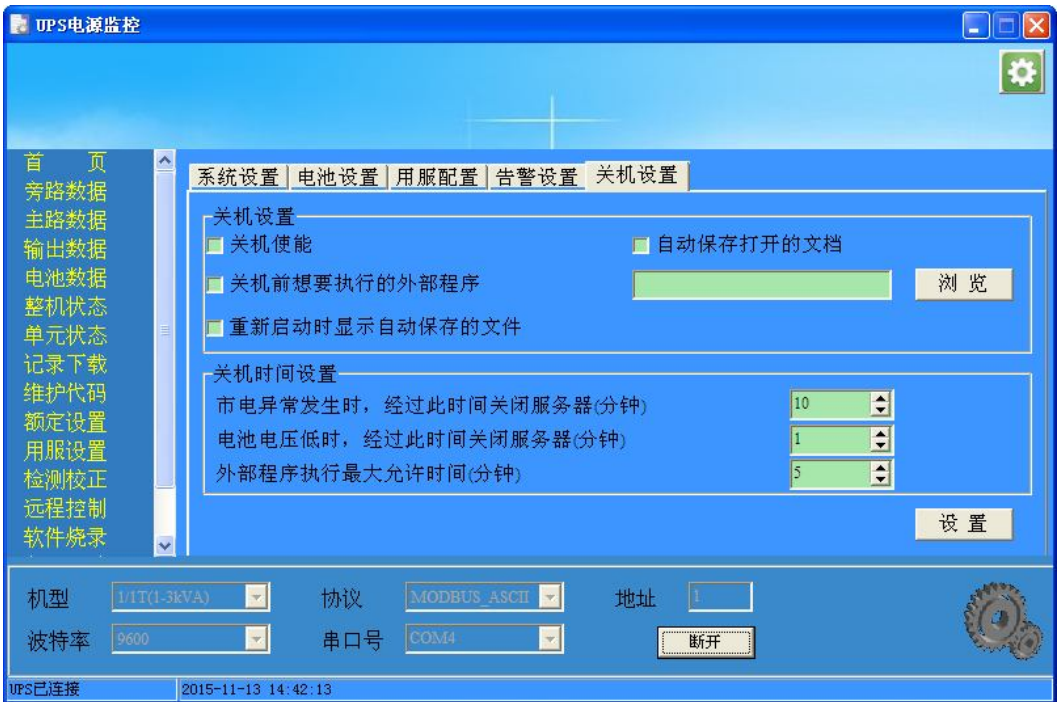 UPS电源监控
首 页
旁路数据
主路数据
输出数据
电池数据
整机状态
单元状态
记录下载
维护代码
额定设置
用服设置
检测校正
远程控制
软件烧录
系统设置 电池设置 用服配置 告警设置 关机设置
关机设置
关机使能 自动保存打开的文档
关机前想要执行的外部程序 浏 览
重新启动时显示自动保存的文件
关机时间设置
市电异常发生时，经过此时间关闭服务器(分钟) 10
电池电压低时，经过此时间关闭服务器(分钟) 1
外部程序执行最大允许时间(分钟) 5
设 置
机型 1/1T(1-3kVA) 协议 MODBUS_ASCII 地址 1
波特率 9600 串口号 COM4 断开
UPS已连接 2015-11-13 14:42:13